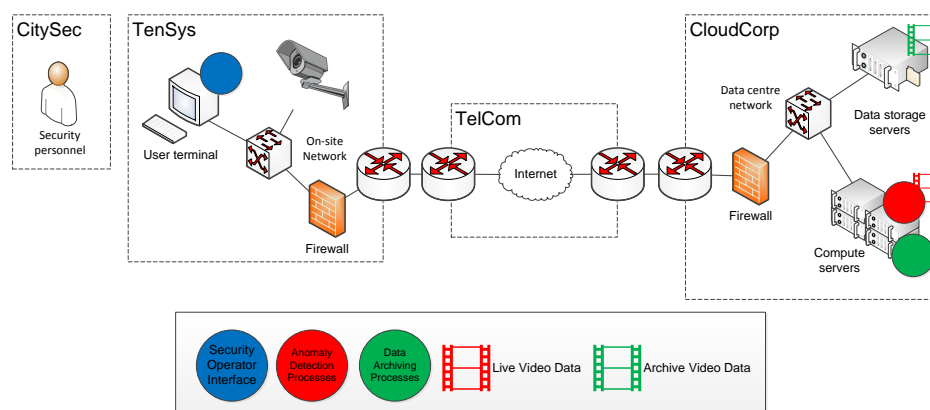 CitySec
TenSys
CloudCorp
TelCom
Security
personnel
User terminal
On-site
Network
Firewall
Internet
Data centre
network
Data storage
servers
Firewall
Compute
servers
Security
Operator
Interface
Anomaly
Detection
Processes
Data
Archiving
Processes
Live Video Data
Archive Video Data